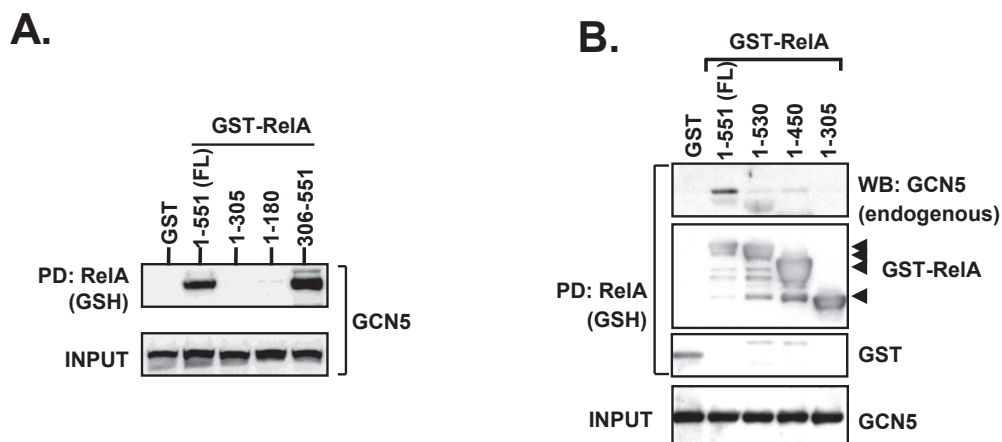 A.
GST-RelA
GST
1-551 (FL)
1-305
1-180
306-551
PD: RelA
(GSH)
INPUT
GCN5
B.
GST-RelA
GST
1-551 (FL)
1-530
1-450
1-305
WB: GCN5
(endogenous)
GST-RelA
PD: RelA
(GSH)
GST
INPUT
GCN5